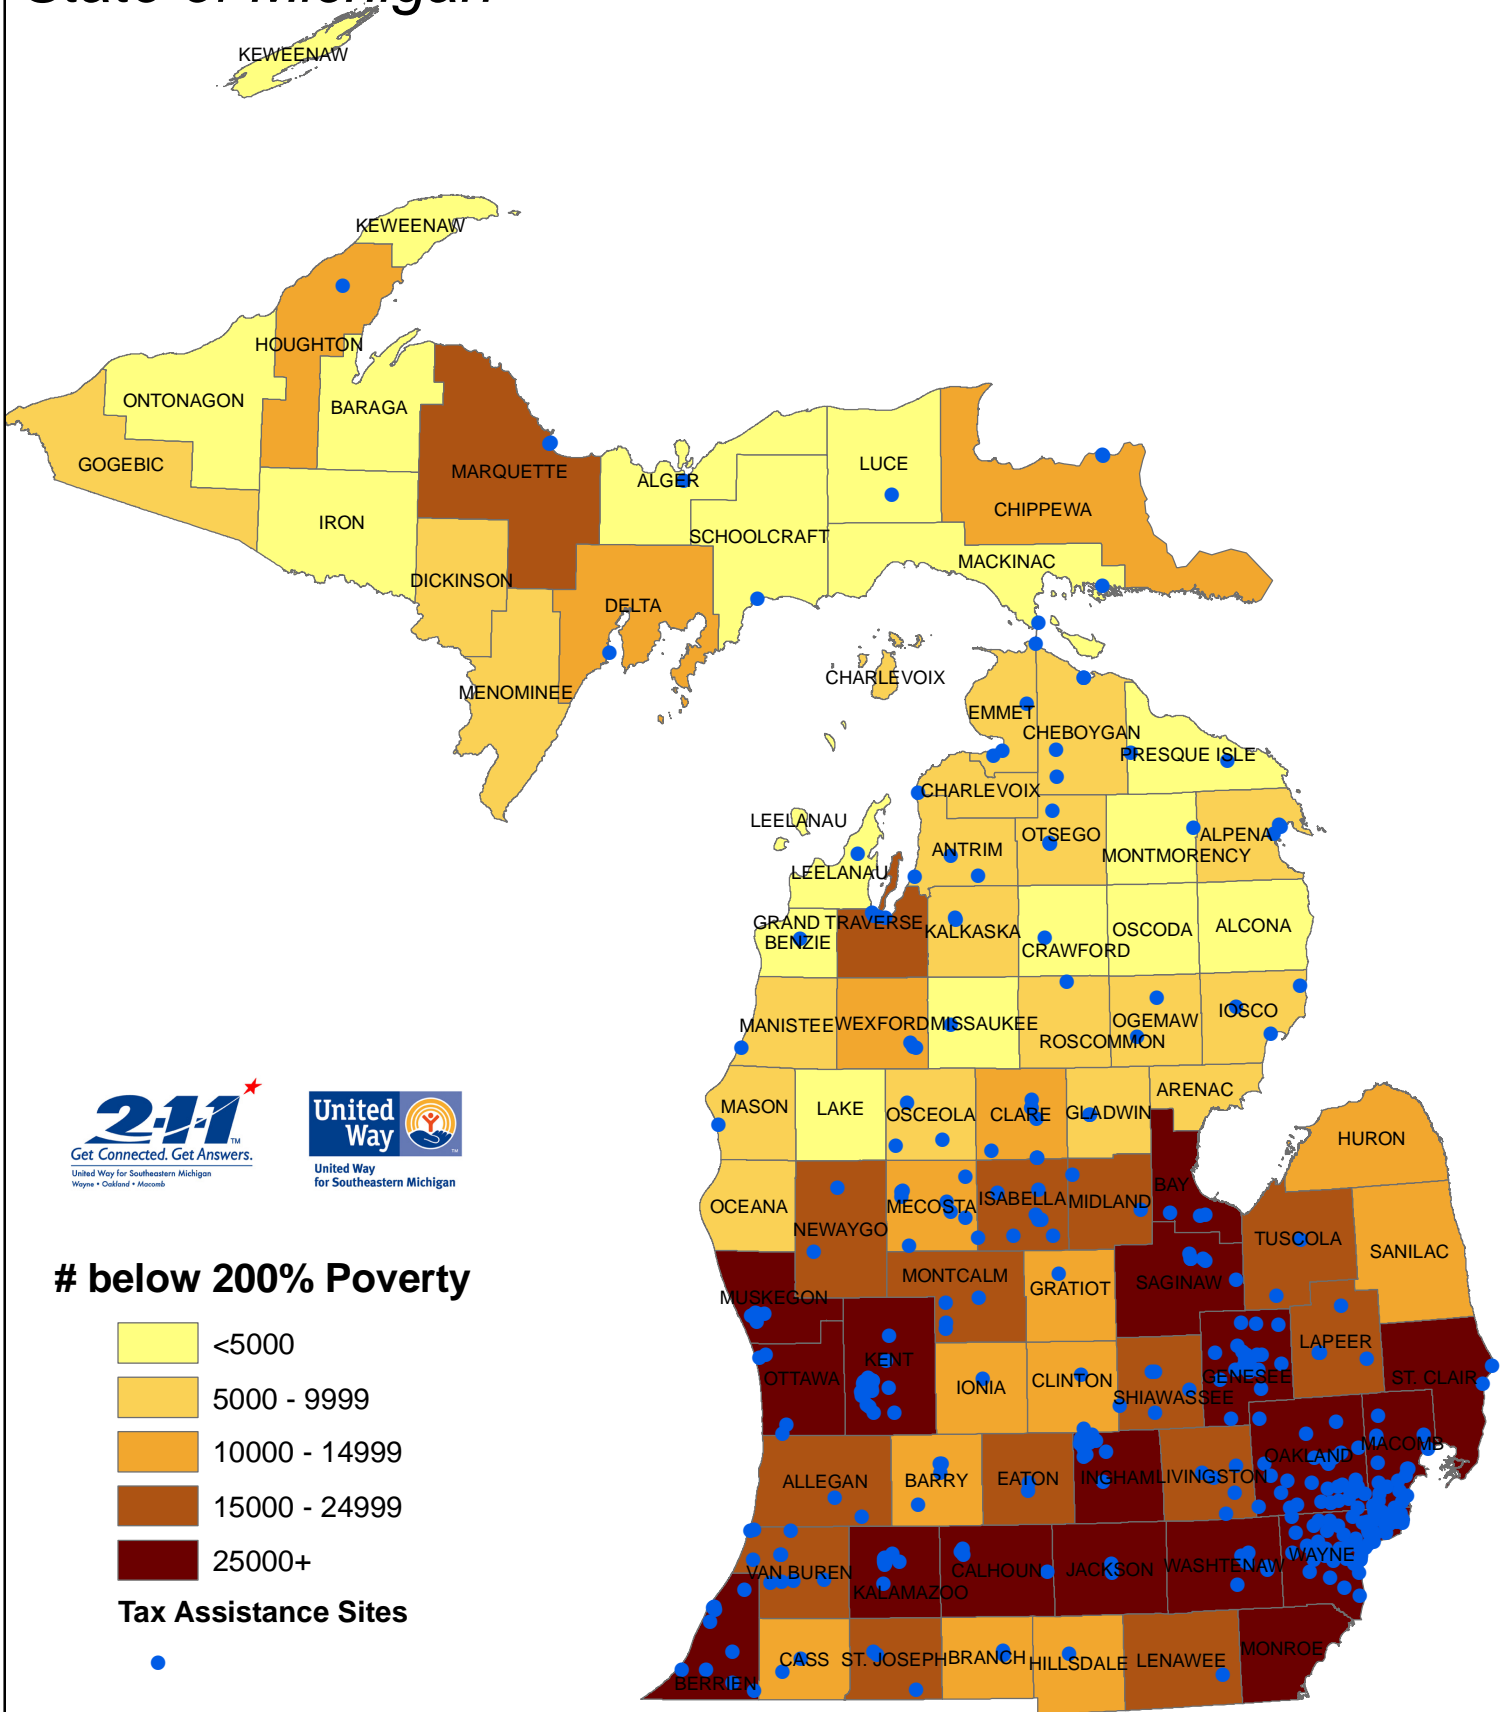 State of Michigan
KEWEENAW
KEWEENAW
HOUGHTON
ONTONAGON
BARAGA
GOGEBIC
MARQUETTE
LUCE
ALGER
CHIPPEWA
IRON
SCHOOLCRAFT
MACKINAC
DICKINSON
DELTA
CHARLEVOIX
MENOMINEE
EMMET
CHEBOYGAN
PRESQUE ISLE
CHARLEVOIX
LEELANAU
OTSEGO
ALPENA
ANTRIM
MONTMORENCY
LEELANAU
GRAND TRAVERSE
KALKASKA
OSCODA
ALCONA
BENZIE
CRAWFORD
IOSCO
MANISTEE
WEXFORD
MISSAUKEE
OGEMAW
ROSCOMMON
ARENAC
MASON
LAKE
OSCEOLA
CLARE
GLADWIN
HURON
BAY
OCEANA
MECOSTA
ISABELLA
MIDLAND
NEWAYGO
TUSCOLA
SANILAC
MONTCALM
GRATIOT
SAGINAW
MUSKEGON
LAPEER
KENT
OTTAWA
IONIA
CLINTON
GENESEE
ST. CLAIR
SHIAWASSEE
MACOMB
OAKLAND
ALLEGAN
BARRY
EATON
INGHAM
LIVINGSTON
WAYNE
VAN BUREN
CALHOUN
JACKSON
WASHTENAW
KALAMAZOO
CASS
ST. JOSEPH
BRANCH
HILLSDALE
LENAWEE
MONROE
BERRIEN
2-1-1 TM
Get Connected. Get Answers.
United Way for Southeastern Michigan
Wayne • Oakland • Macomb
United
Way
TM
United Way
for Southeastern Michigan
# below 200% Poverty
<5000
5000 - 9999
10000 - 14999
15000 - 24999
25000+
Tax Assistance Sites